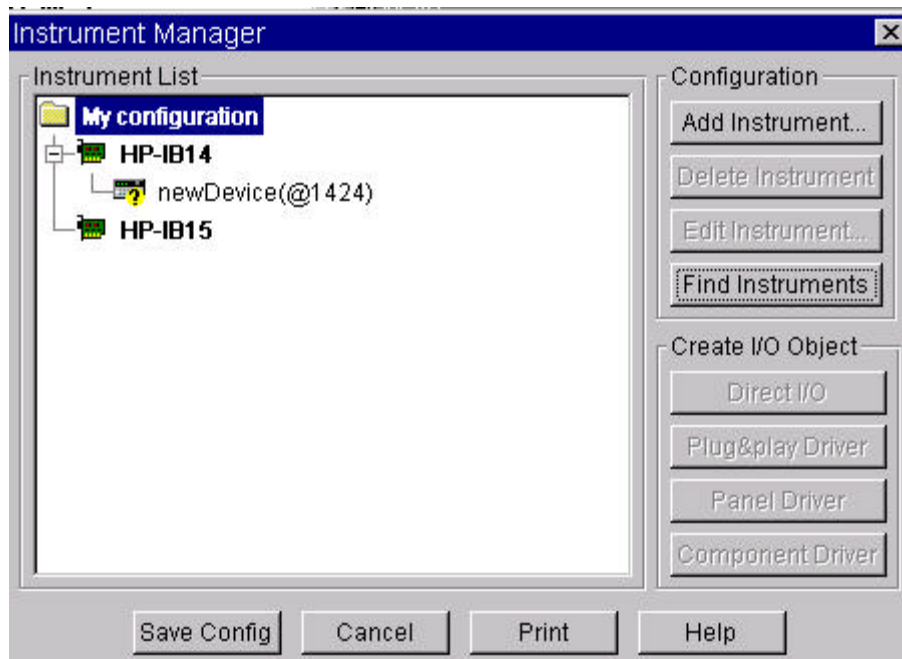 Instrument Manager
Instrument List
My configuration
HP-IB14
newDevice(@1424)
HP-IB15
Configuration
Add Instrument...
Delete Instrument
Edit Instrument...
Find Instruments
Create I/O Object
Direct I/O
Plug&play Driver
Panel Driver
Component Driver
Save Config
Cancel
Print
Help